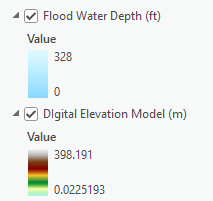 Flood Water Depth (ft)
Value
328
0
DIgital Elevation Model (m)
Value
398.191
0.0225193